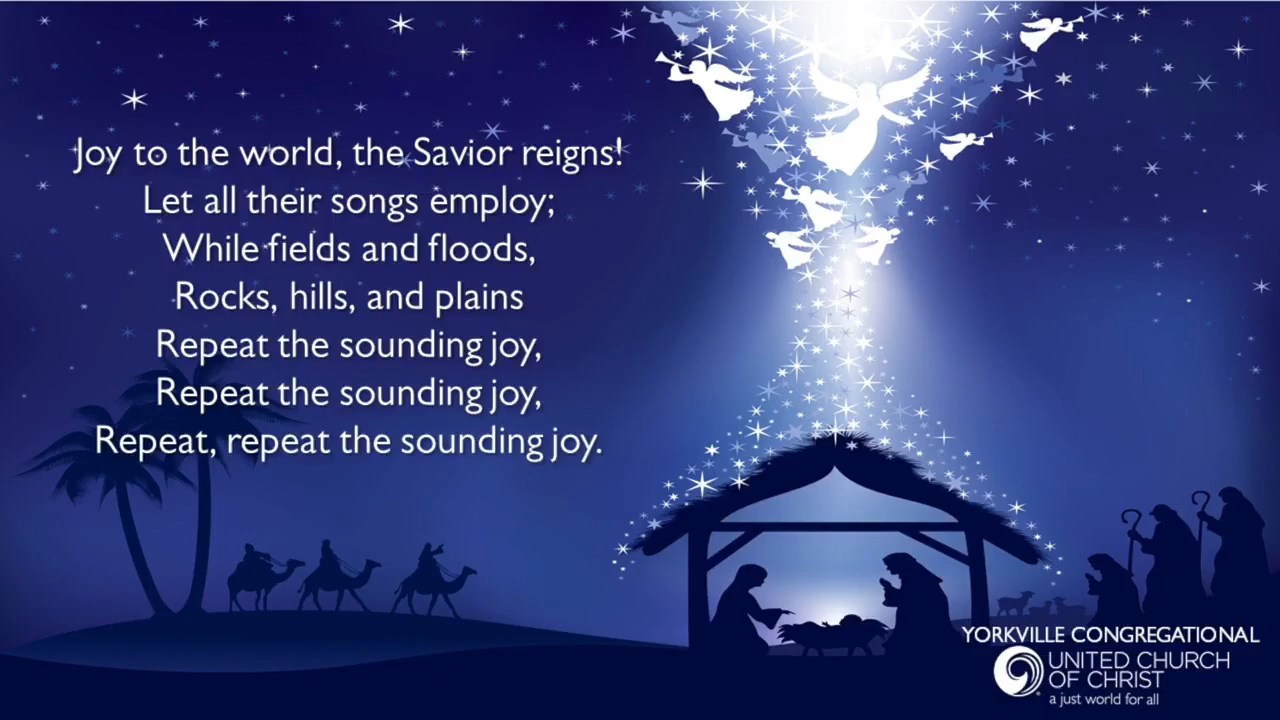 Joy to the world, the Savior reigns!
Let all their songs employ;
While fields and floods,
Rocks, hills, and plains
Repeat the sounding joy,
Repeat the sounding joy,
Repeat, repeat the sounding joy.
YORKVILLE CONGREGATIONAL
UNITED CHURCH
OF CHRIST
a just world for all